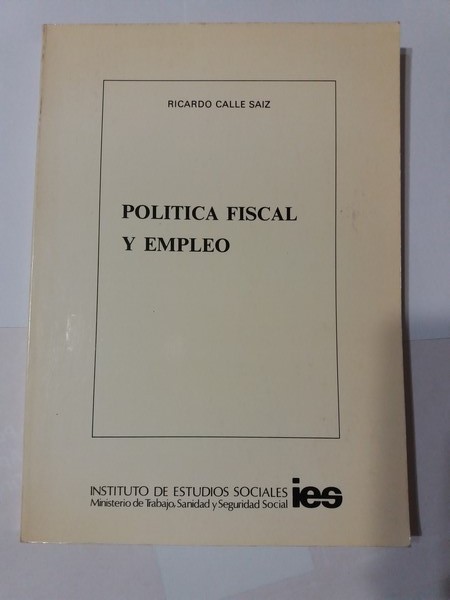 RICARDO CALLE SAIZ
POLITICA FISCAL
Y EMPLEO
INSTITUTO DE ESTUDIOS SOCIALES
Ministerio de Trabajo, Sanidad y Seguridad Social
ies